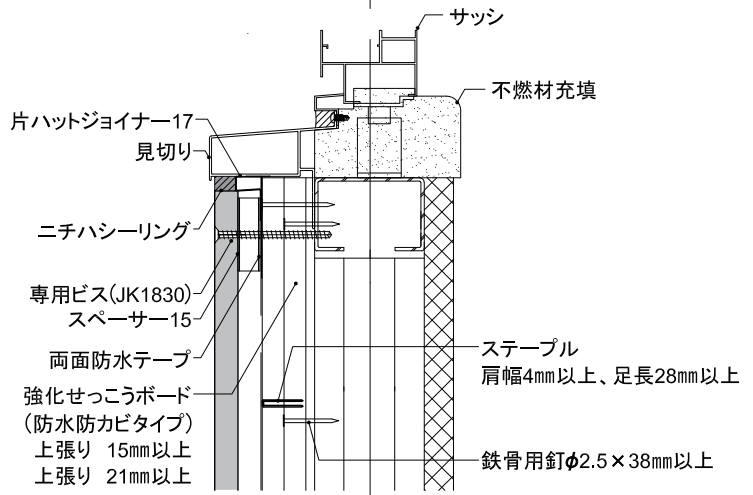 サッシ
不燃材充填
片ハットジョイナー17
見切り
ニチハシーリング
専用ビス(JK1830)
スペーサー15
両面防水テープ
強化せっこうボード
(防水防カビタイプ)
上張り 15mm以上
上張り 21mm以上
ステープル
肩幅4mm以上、足長28mm以上
鉄骨用釘φ2.5×38mm以上